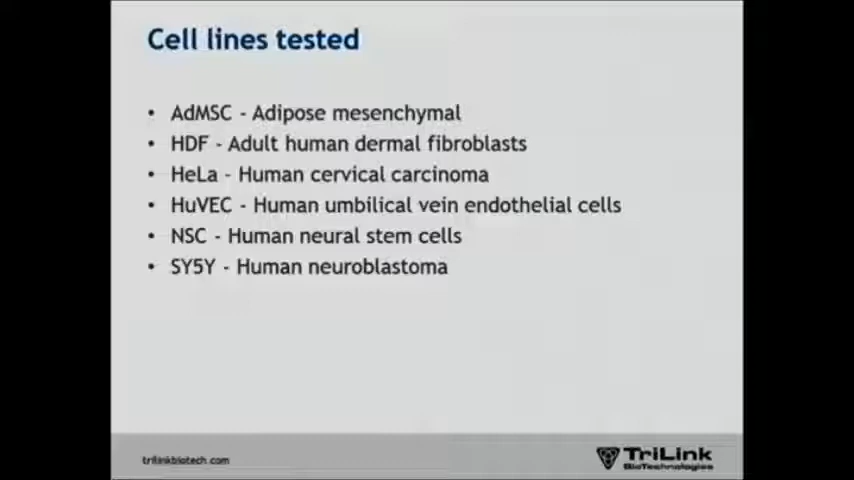 Cell lines tested
• AdMSC - Adipose mesenchymal
• HDF - Adult human dermal fibroblasts
• HeLa - Human cervical carcinoma
• HuVEC - Human umbilical vein endothelial cells
• NSC - Human neural stem cells
• SY5Y - Human neuroblastoma
trilinkbiotech.com
TriLink
BioTechnologies